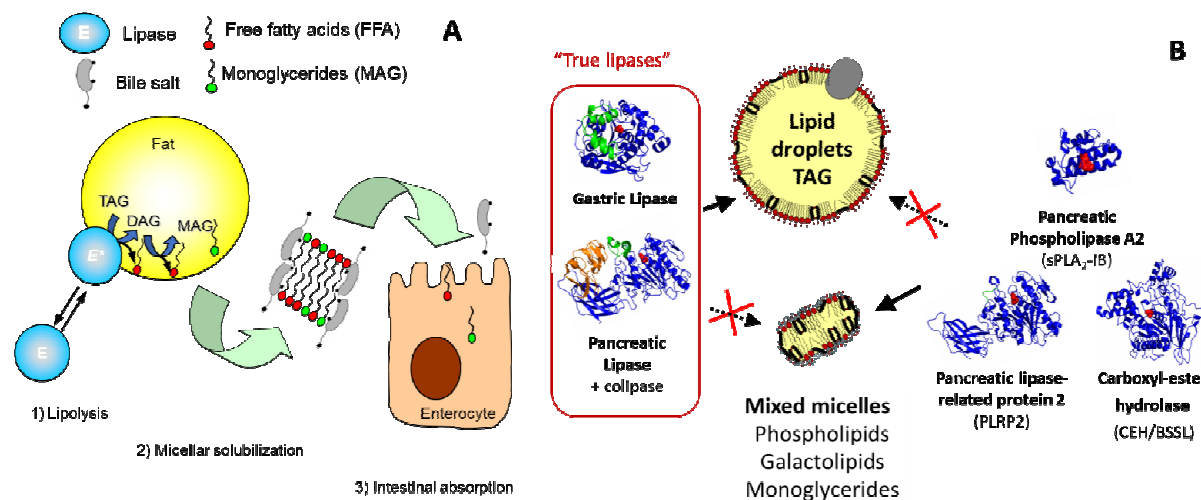 E
Lipase
Free fatty acids (FFA)
A
Bile salt
Monoglycerides (MAG)
Fat
TAG
DAG
MAG
E*
E
1) Lipolysis
2) Micellar solubilization
Enterocyte
3) Intestinal absorption
B
"True lipases"
Gastric Lipase
Pancreatic
Lipase
+ colipase
Lipid
droplets
TAG
Mixed micelles
Phospholipids
Galactolipids
Monoglycerides
Pancreatic
Phospholipase A2
(sPLA2-IB)
Pancreatic lipase-
related protein 2
(PLRP2)
Carboxyl-este
hydrolase
(CEH/BSSL)